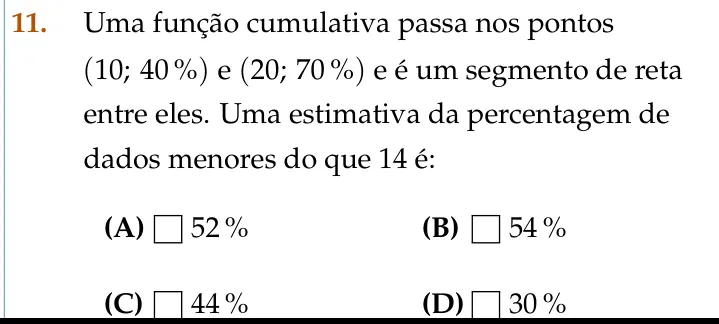 11. Uma função cumulativa passa nos pontos
(10; 40 %) e (20; 70 %) e é um segmento de reta
entre eles. Uma estimativa da percentagem de
dados menores do que 14 é:
(A) □ 52 % (B) □ 54 %
(C) □ 44 % (D) □ 30 %